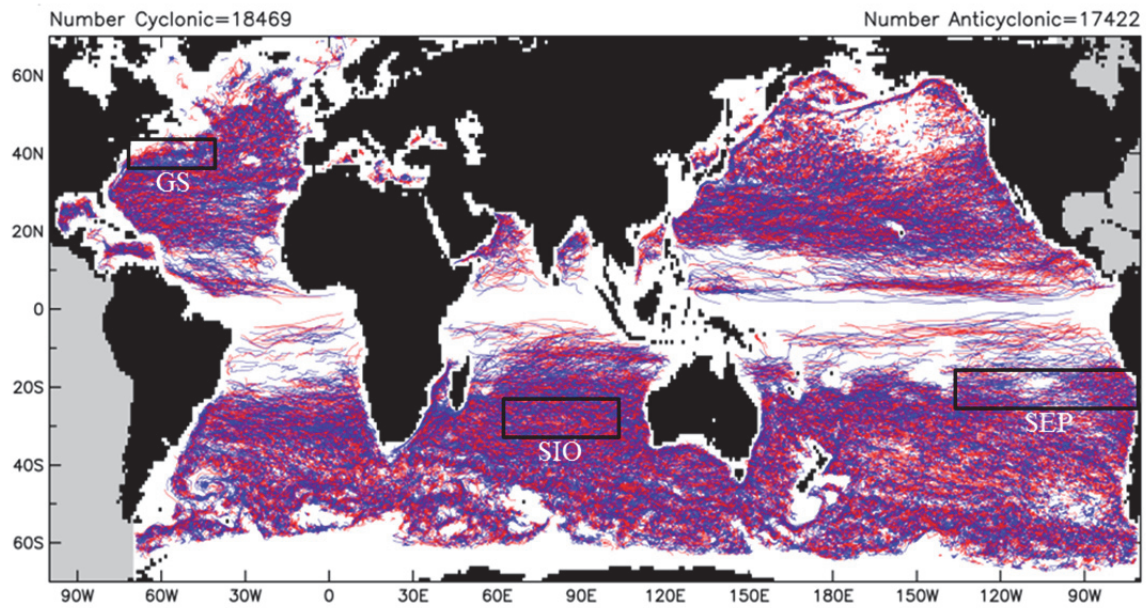 Number Cyclonic=18469 Number Anticyclonic=17422
60N
40N
GS
20N
0
20S
SEP
SIO
40S
60S
90W 60W 30W 0 30E 60E 90E 120E 150E 180 150W 120W 90W